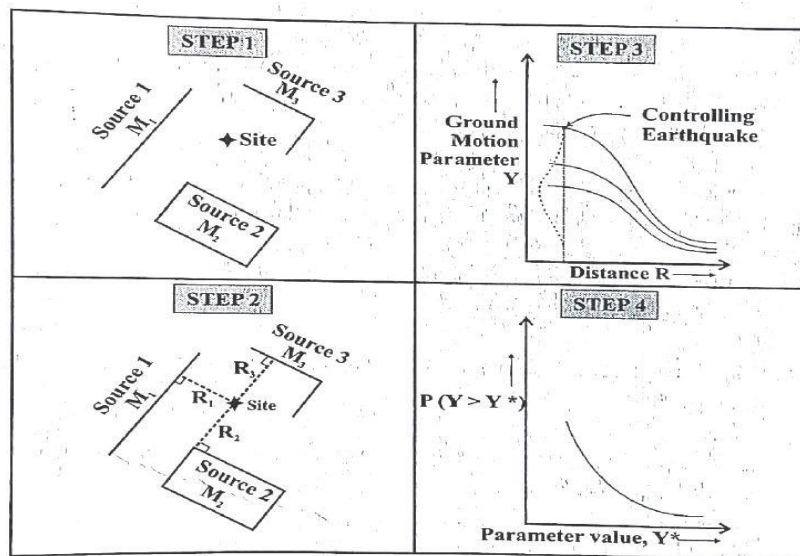 STEP 1
Source 1
M₁
Source 3
M₃
Site
Source 2
M₂
STEP 3
Ground
Motion
Parameter
Y
Controlling
Earthquake
Distance R
STEP 2
Source 1
M₁
Source 3
M₃
R₃
R₁
Site
R₂
Source 2
M₂
STEP 4
P (Y > Y*)
Parameter value, Y*